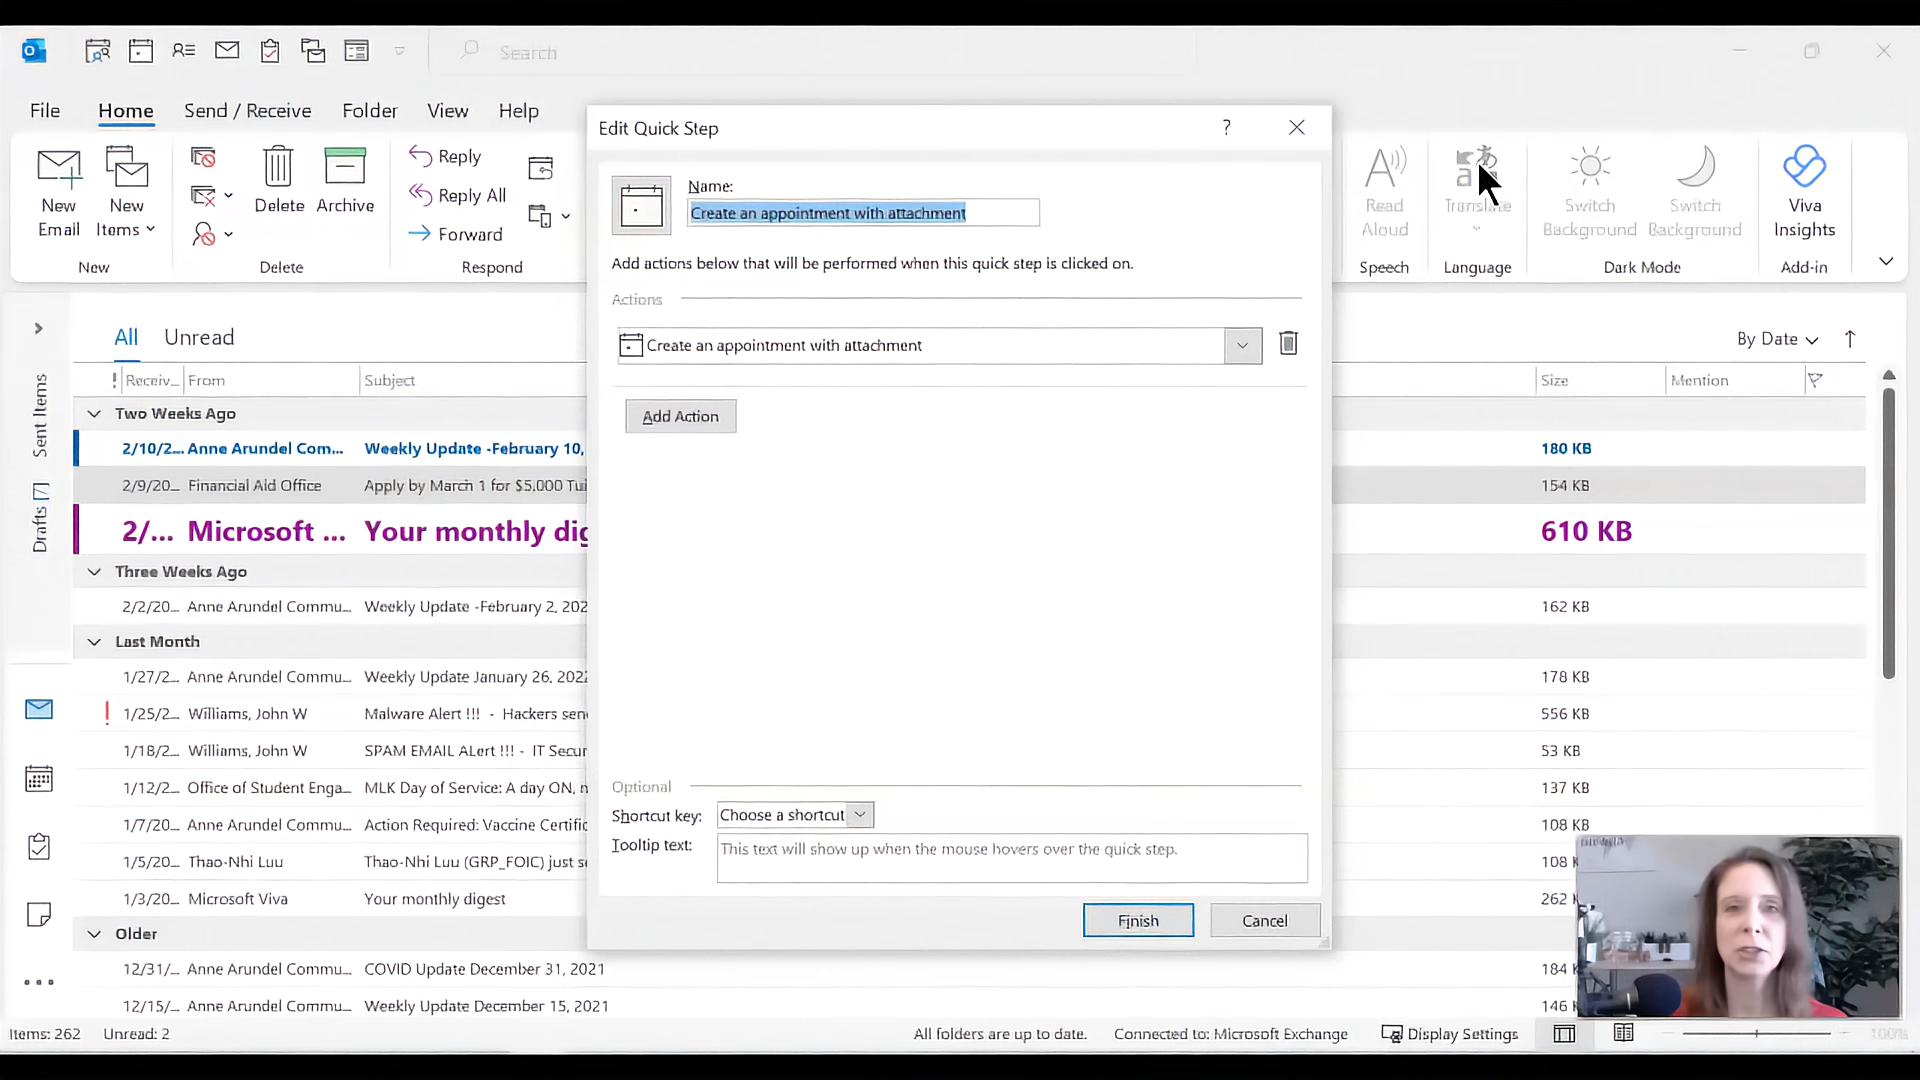 Search
File Home Send / Receive Folder View Help
Edit Quick Step
?
New Email
New Items
New
Delete
Archive
Delete
Reply
Reply All
Forward
Respond
Name:
Create an appointment with attachment
Add actions below that will be performed when this quick step is clicked on.
Actions
Create an appointment with attachment
Add Action
Optional
Shortcut key: Choose a shortcut
Tooltip text: This text will show up when the mouse hovers over the quick step.
Finish Cancel
Read Aloud
Speech
Translate
Language
Switch Background
Switch Background
Dark Mode
Viva Insights
Add-in
Sent Items
Drafts [7]
All Unread
By Date
! Receiv... From Subject Size Mention
Two Weeks Ago
2/10/2... Anne Arundel Com... Weekly Update -February 10, 180 KB
2/9/20... Financial Aid Office Apply by March 1 for $5,000 Tui 154 KB
2/... Microsoft ... Your monthly dig 610 KB
Three Weeks Ago
2/2/20... Anne Arundel Commu... Weekly Update -February 2, 202 162 KB
Last Month
1/27/2... Anne Arundel Commu... Weekly Update January 26, 2022 178 KB
! 1/25/2... Williams, John W Malware Alert !!! - Hackers sen 556 KB
1/18/2... Williams, John W SPAM EMAIL ALert !!! - IT Secur 53 KB
1/12/2... Office of Student Enga... MLK Day of Service: A day ON, n 137 KB
1/7/20... Anne Arundel Commu... Action Required: Vaccine Certific 108 KB
1/5/20... Thao-Nhi Luu Thao-Nhi Luu (GRP_FOIC) just s 108
1/3/20... Microsoft Viva Your monthly digest 262
Older
12/31/... Anne Arundel Commu... COVID Update December 31, 2021 184
12/15/... Anne Arundel Commu... Weekly Update December 15, 2021 146
Items: 262 Unread: 2 All folders are up to date. Connected to: Microsoft Exchange Display Settings 100%